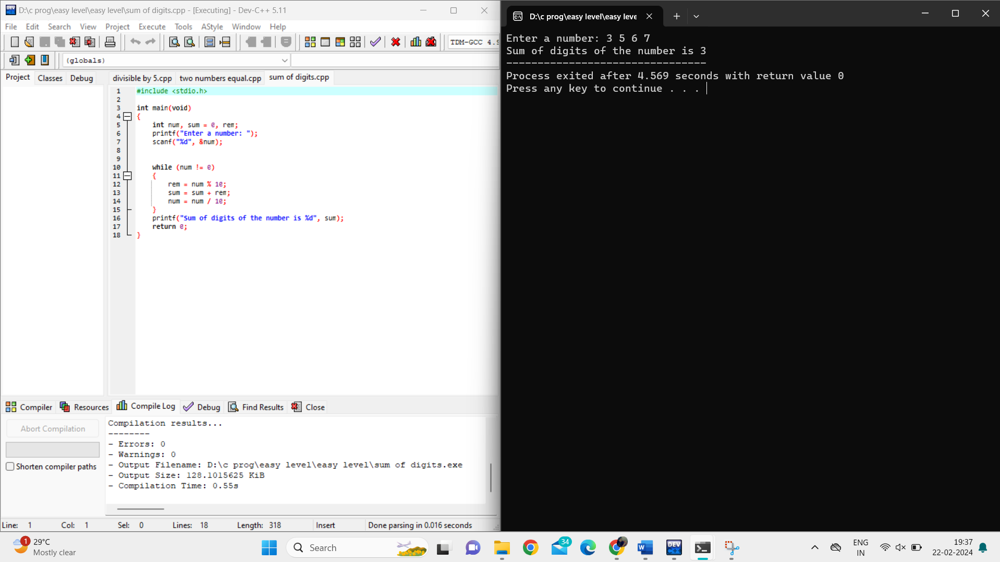 D:\c prog\easy level\easy level\sum of digits.cpp - [Executing] - Dev-C++ 5.11
File Edit Search View Project Execute Tools AStyle Window Help
TDM-GCC 4.9
(globals)
Project Classes Debug
divisible by 5.cpp two numbers equal.cpp sum of digits.cpp
1 #include <stdio.h>
2
3 int main(void)
4 {
5 int num, sum = 0, rem;
6 printf("Enter a number: ");
7 scanf("%d", &num);
8
9
10 while (num != 0)
11 {
12 rem = num % 10;
13 sum = sum + rem;
14 num = num / 10;
15 }
16 printf("Sum of digits of the number is %d", sum);
17 return 0;
18 }
Compiler Resources Compile Log Debug Find Results Close
Abort Compilation
Shorten compiler paths
Compilation results...
--------
- Errors: 0
- Warnings: 0
- Output Filename: D:\c prog\easy level\easy level\sum of digits.exe
- Output Size: 128.1015625 KiB
- Compilation Time: 0.55s
Line: 1 Col: 1 Sel: 0 Lines: 18 Length: 318 Insert Done parsing in 0.016 seconds
D:\c prog\easy level\easy leve
Enter a number: 3 5 6 7
Sum of digits of the number is 3
--------------------------------
Process exited after 4.569 seconds with return value 0
Press any key to continue . . .
1
29°C
Mostly clear
Search
34
W
DEV
C++
ENG
IN
19:37
22-02-2024